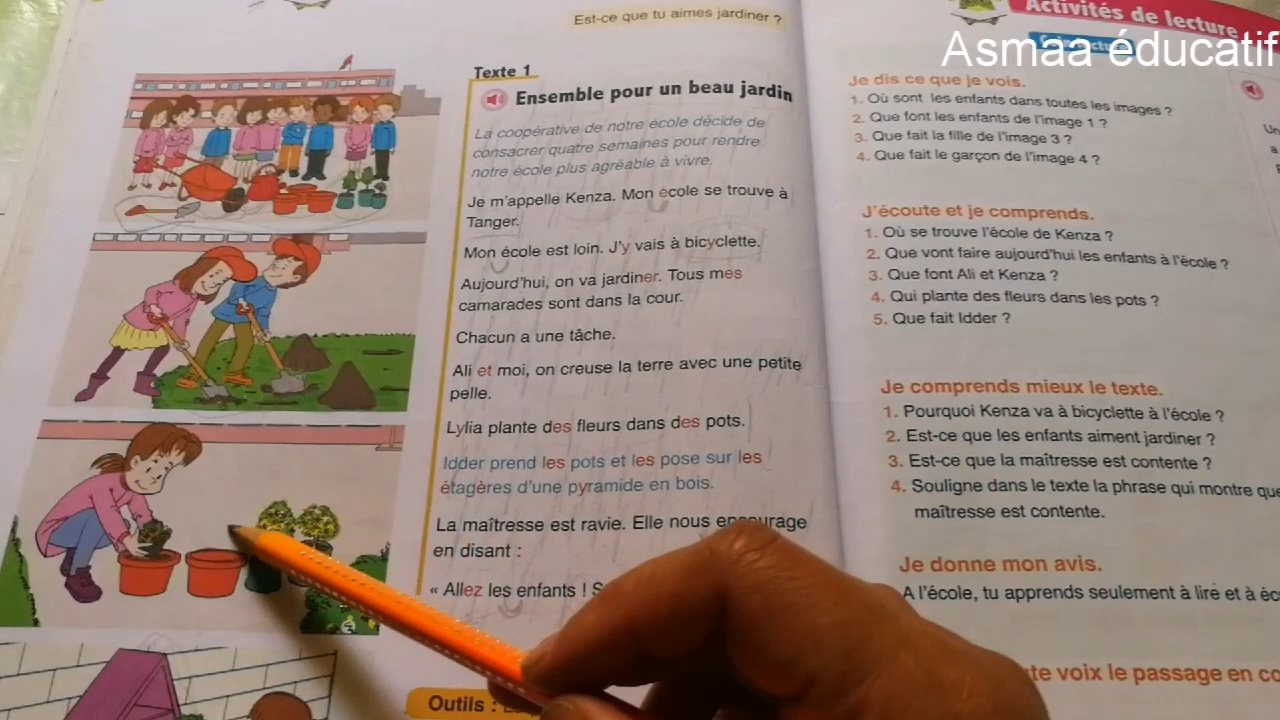 Est-ce que tu aimes jardiner ?
Texte 1
Ensemble pour un beau jardin
La coopérative de notre école décide de
consacrer quatre semaines pour rendre
notre école plus agréable à vivre.
Je m'appelle Kenza. Mon école se trouve à
Tanger.
Mon école est loin. J'y vais à bicyclette.
Aujourd'hui, on va jardiner. Tous mes
camarades sont dans la cour.
Chacun a une tâche.
Ali et moi, on creuse la terre avec une petite
pelle.
Lylia plante des fleurs dans des pots.
Idder prend les pots et les pose sur les
étagères d'une pyramide en bois.
La maîtresse est ravie. Elle nous encourage
en disant :
« Allez les enfants ! S
Outils :
Activités de lecture
Asmaa éducatif
Je dis ce que je vois.
1. Où sont les enfants dans toutes les images ?
2. Que font les enfants de l'image 1 ?
3. Que fait la fille de l'image 3 ?
4. Que fait le garçon de l'image 4 ?
J'écoute et je comprends.
1. Où se trouve l'école de Kenza ?
2. Que vont faire aujourd'hui les enfants à l'école ?
3. Que font Ali et Kenza ?
4. Qui plante des fleurs dans les pots ?
5. Que fait Idder ?
Je comprends mieux le texte.
1. Pourquoi Kenza va à bicyclette à l'école ?
2. Est-ce que les enfants aiment jardiner ?
3. Est-ce que la maîtresse est contente ?
4. Souligne dans le texte la phrase qui montre que
maîtresse est contente.
Je donne mon avis.
A l'école, tu apprends seulement à lire et à éc
te voix le passage en co